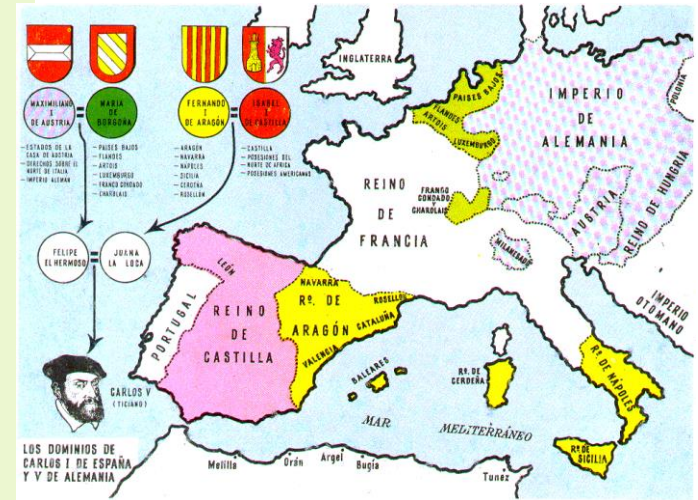 MAXIMILIANO
I
DE AUSTRIA
MARIA
DE
BORGOÑA
FERNANDO
I
DE ARAGÓN
ISABEL I
DE
CASTILLA
— ESTADOS DE LA
CASA DE AUSTRIA
— DERECHOS SOBRE EL
NORTE DE ITALIA
— IMPERIO ALEMÁN
— PAISES BAJOS
— FLANDES
— ARTOIS
— LUXEMBURGO
— FRANCO CONDADO
— CHAROLAIS
— ARAGÓN
— NAVARRA
— NAPOLES
— SICILIA
— CERDEÑA
— ROSELLON
— CASTILLA
— POSESIONES DEL
NORTE DE AFRICA
— POSESIONES AMERICANAS
FELIPE
EL HERMOSO
JUANA
LA LOCA
CARLOS V
(TICIANO)
LOS DOMINIOS DE
CARLOS I DE ESPAÑA
Y V DE ALEMANIA
INGLATERRA
PAISES BAJOS
FLANDES
ARTOIS
LUXEMBURGO
IMPERIO
DE
ALEMANIA
POLONIA
REINO
DE
FRANCIA
FRANCO
CONDADO
Y
CHAROLAIS
AUSTRIA
REINO DE HUNGRIA
MILANESADO
IMPERIO
OTOMANO
LEÓN
PORTUGAL
REINO
DE
CASTILLA
NAVARRA
Rº. DE
ARAGÓN
ROSELLON
CATALUÑA
VALENCIA
BALEARES
Rº. DE
CERDEÑA
Rº. DE NAPOLES
Rº. DE
SICILIA
MAR
MEDITERRÁNEO
Melilla
Orán
Argel
Bugia
Tunez